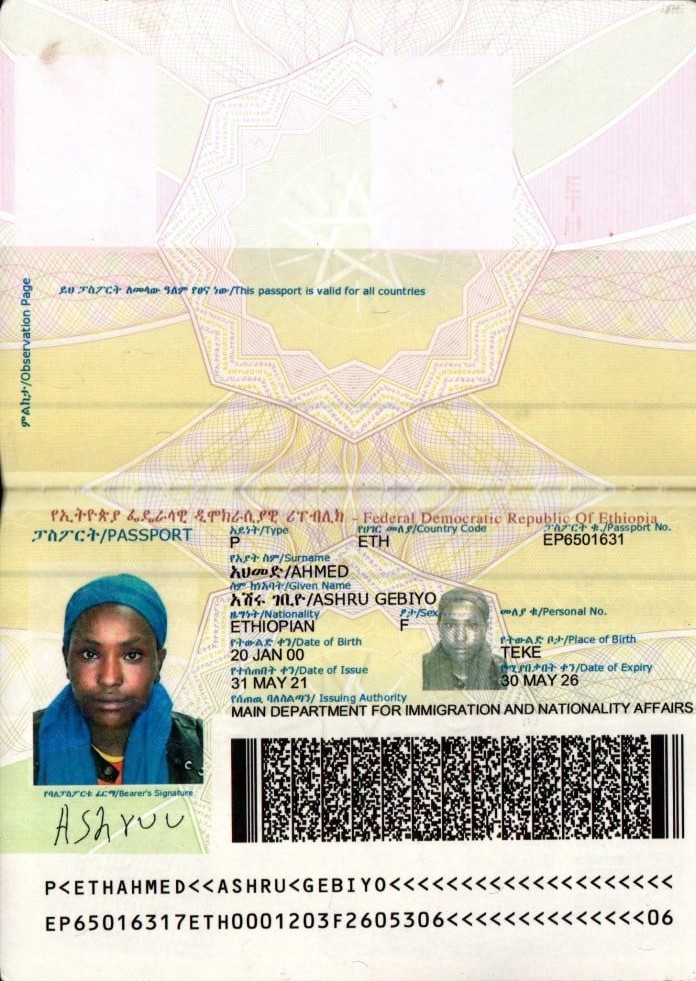 ይህ ፓስፖርት ለመላው ዓለም የፀና ነው/This passport is valid for all countries
ምልከታ/Observation Page
የኢትዮጵያ ፌዴራላዊ ዲሞክራሲያዊ ሪፐብሊክ - Federal Democratic Republic Of Ethiopia
ፓስፖርት/PASSPORT
አይነት/Type
የሀገር መለያ/Country Code
ፓስፖርት ቁ./Passport No.
P
ETH
EP6501631
የአያት ስም/Surname
አህመድ/AHMED
ስም ከነአባት/Given Name
አሽሩ ገቢዮ/ASHRU GEBIYO
ዜግነት/Nationality
ፆታ/Sex
መለያ ቁ/Personal No.
ETHIOPIAN
F
የትውልድ ቀን/Date of Birth
የትውልድ ቦታ/Place of Birth
20 JAN 00
TEKE
የተሰጠበት ቀን/Date of Issue
የሚያበቃበት ቀን/Date of Expiry
31 MAY 21
30 MAY 26
የሰጠዉ ባለስልጣን/ Issuing Authority
MAIN DEPARTMENT FOR IMMIGRATION AND NATIONALITY AFFAIRS
የባለፓስፖርቱ ፊርማ/Bearer's Signature
Ashruu
P<ETHAHMED<<ASHRU<GEBIYO<<<<<<<<<<<<<<<<<<<<
EP65016317ETH0001203F2605306<<<<<<<<<<<<<<06
ETH